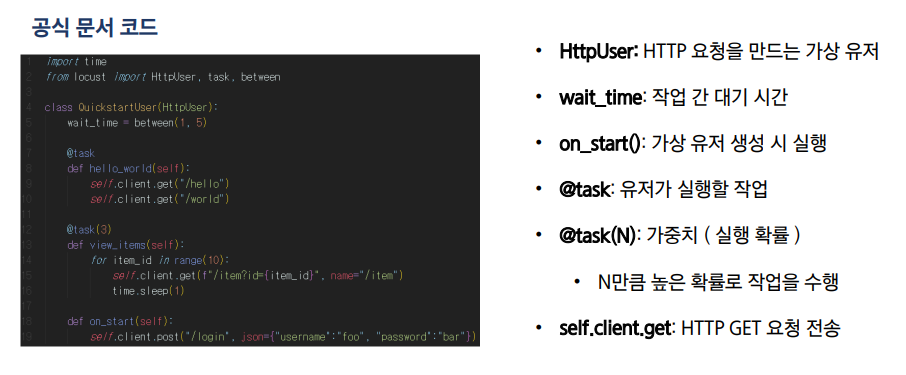 공식 문서 코드
1 import time
2 from locust import HttpUser, task, between
3
4 class QuickstartUser(HttpUser):
5 wait_time = between(1, 5)
6
7 @task
8 def hello_world(self):
9 self.client.get("/hello")
10 self.client.get("/world")
11
12 @task(3)
13 def view_items(self):
14 for item_id in range(10):
15 self.client.get(f"/item?id={item_id}", name="/item")
16 time.sleep(1)
17
18 def on_start(self):
19 self.client.post("/login", json={"username":"foo", "password":"bar"})
• HttpUser: HTTP 요청을 만드는 가상 유저
• wait_time: 작업 간 대기 시간
• on_start(): 가상 유저 생성 시 실행
• @task: 유저가 실행할 작업
• @task(N): 가중치 ( 실행 확률 )
• N만큼 높은 확률로 작업을 수행
• self.client.get: HTTP GET 요청 전송